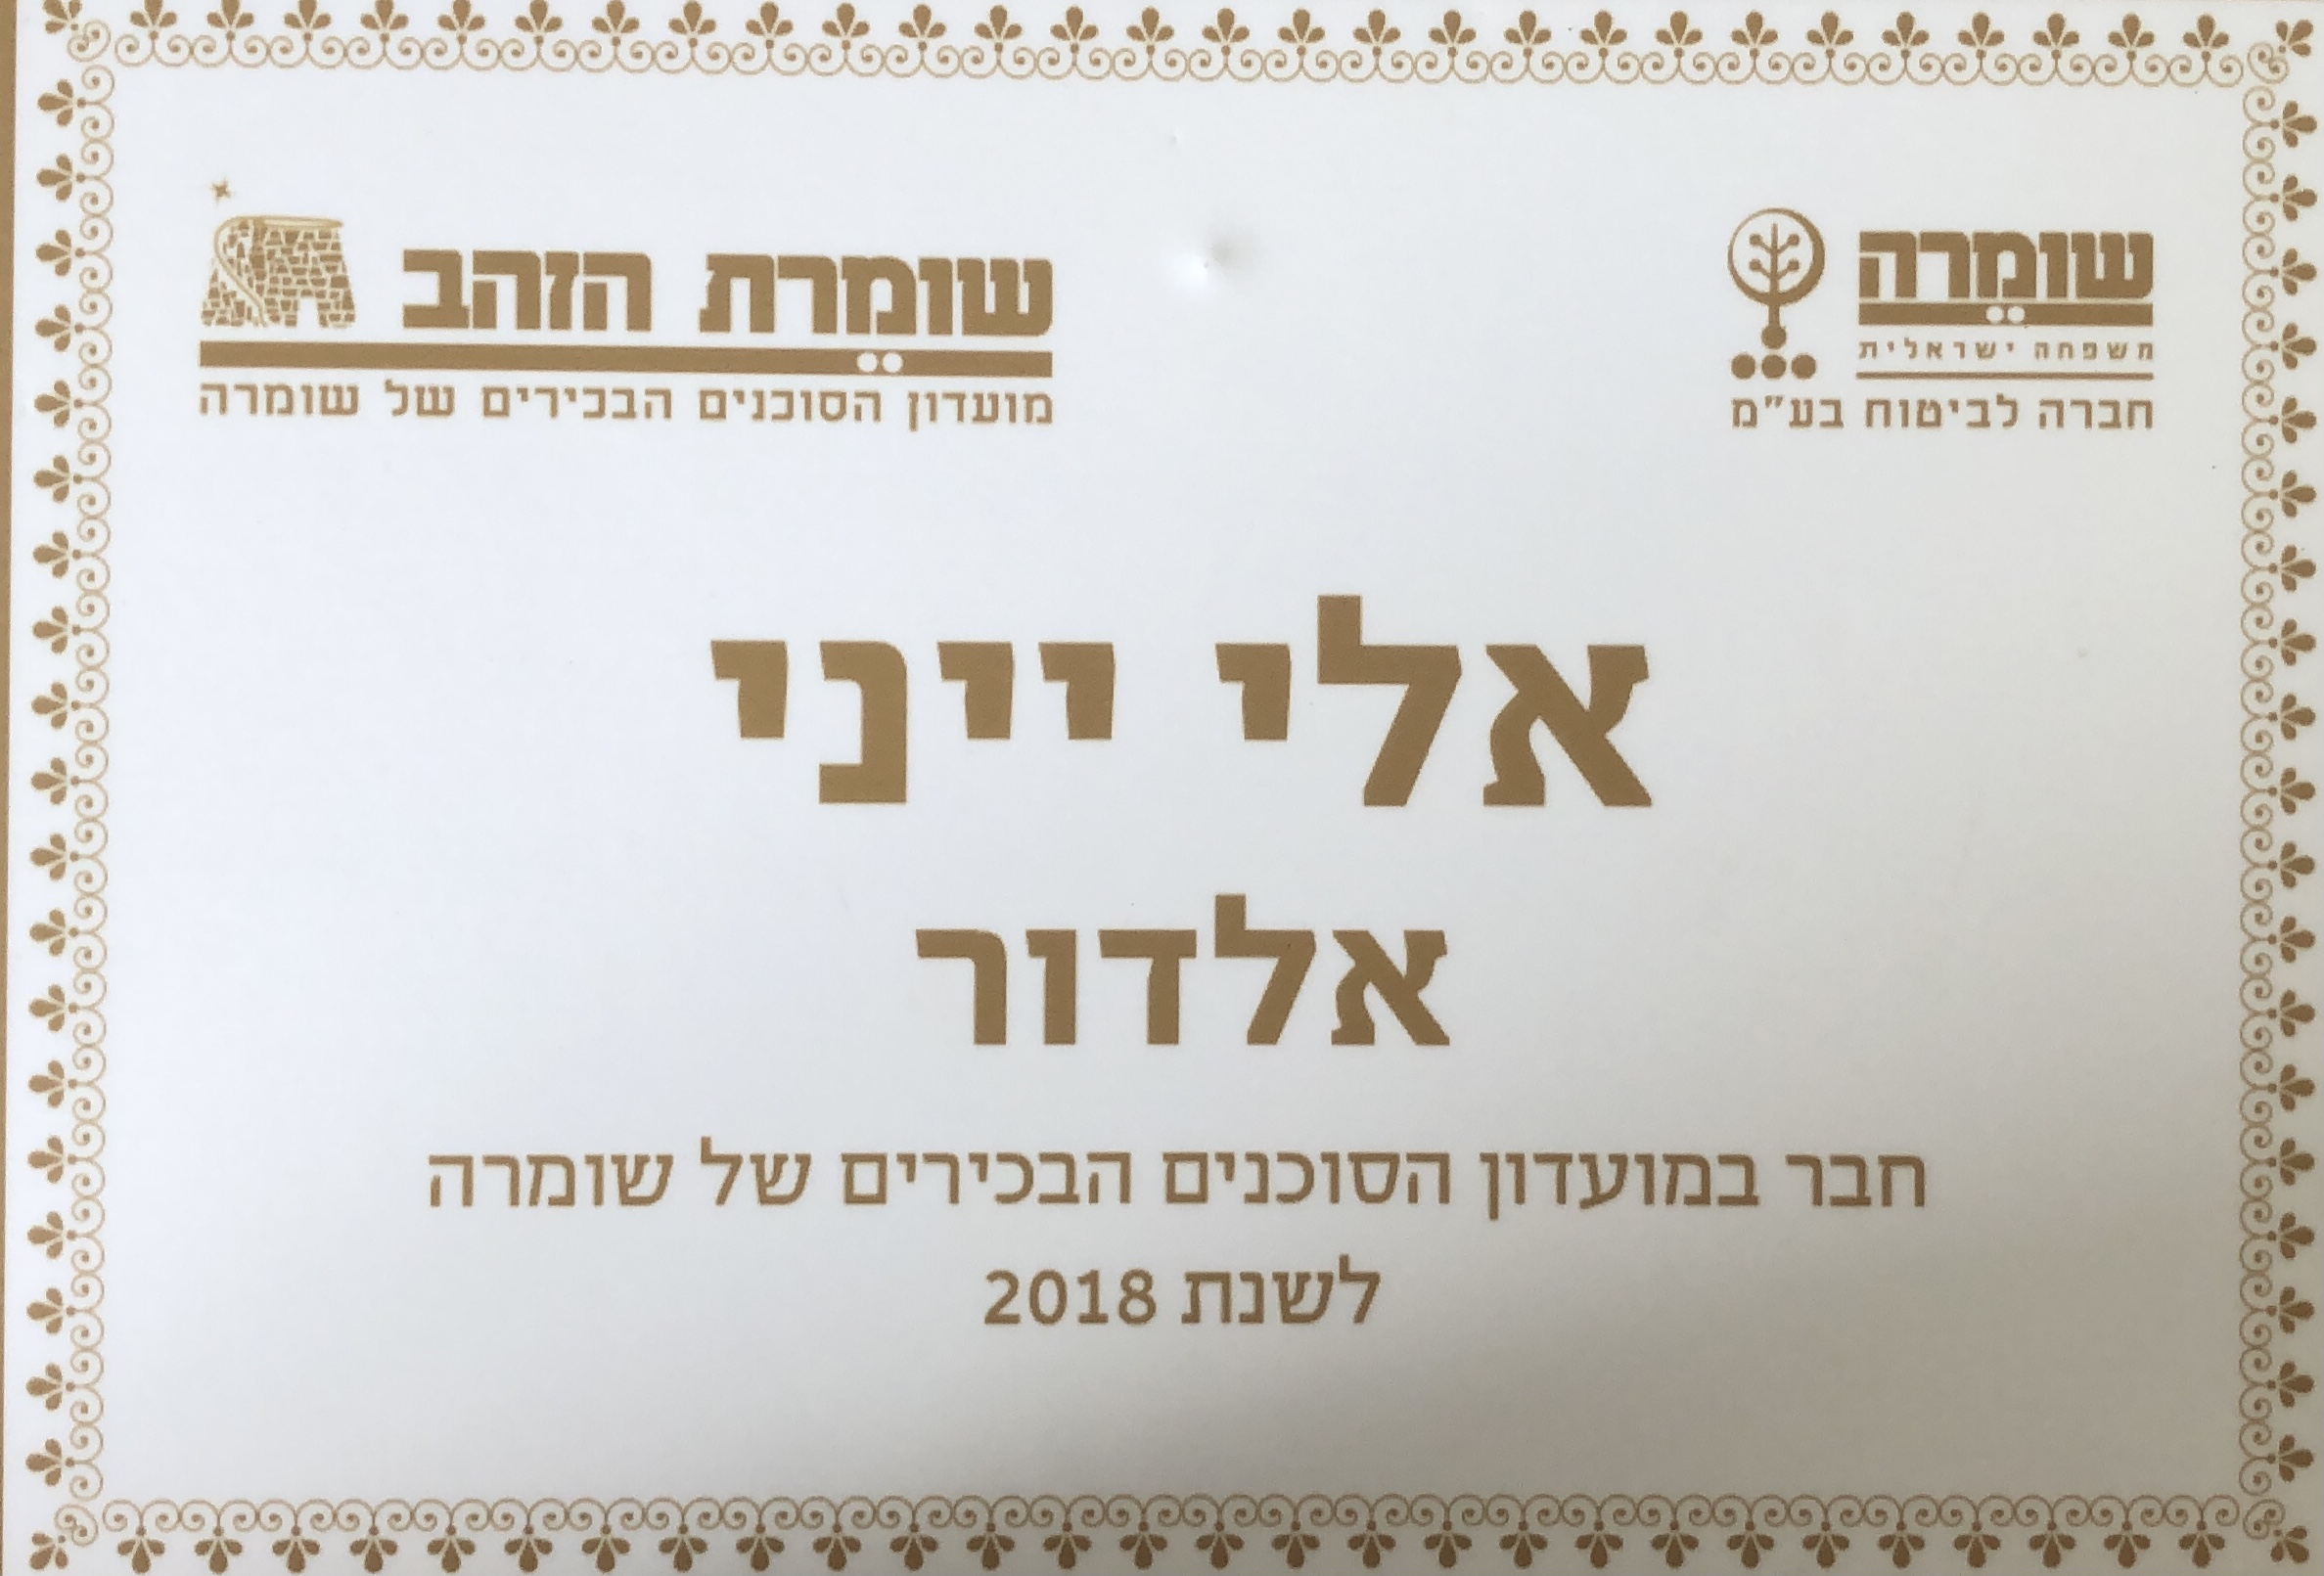 שומרה
משפחה ישראלית
חברה לביטוח בע"מ
שומרת הזהב
מועדון הסוכנים הבכירים של שומרה
אלי ייני
אלדור
חבר במועדון הסוכנים הבכירים של שומרה
לשנת 2018